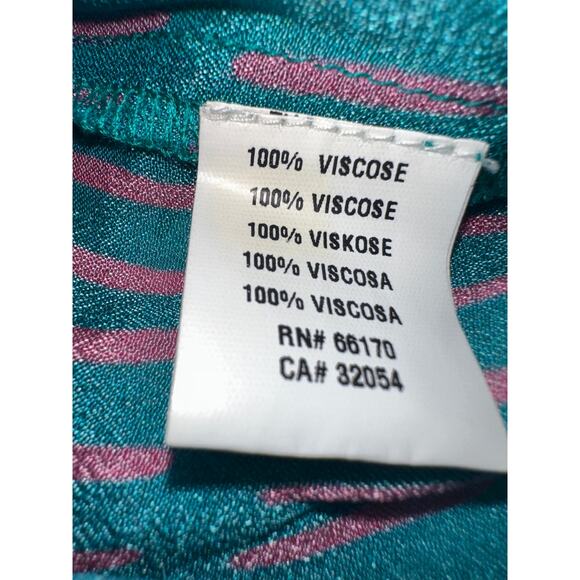 100% VISCOSE
100% VISCOSE
100% VISKOSE
100% VISCOSA
100% VISCOSA
RN# 66170
CA# 32054